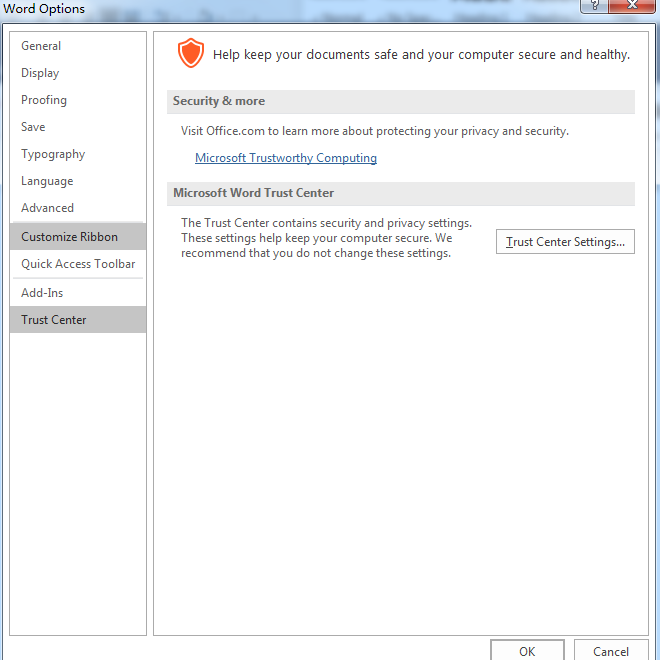 Word Options
?
General
Display
Proofing
Save
Typography
Language
Advanced
Customize Ribbon
Quick Access Toolbar
Add-Ins
Trust Center
Help keep your documents safe and your computer secure and healthy.
Security & more
Visit Office.com to learn more about protecting your privacy and security.
Microsoft Trustworthy Computing
Microsoft Word Trust Center
The Trust Center contains security and privacy settings.
These settings help keep your computer secure. We
recommend that you do not change these settings.
Trust Center Settings...
OK
Cancel